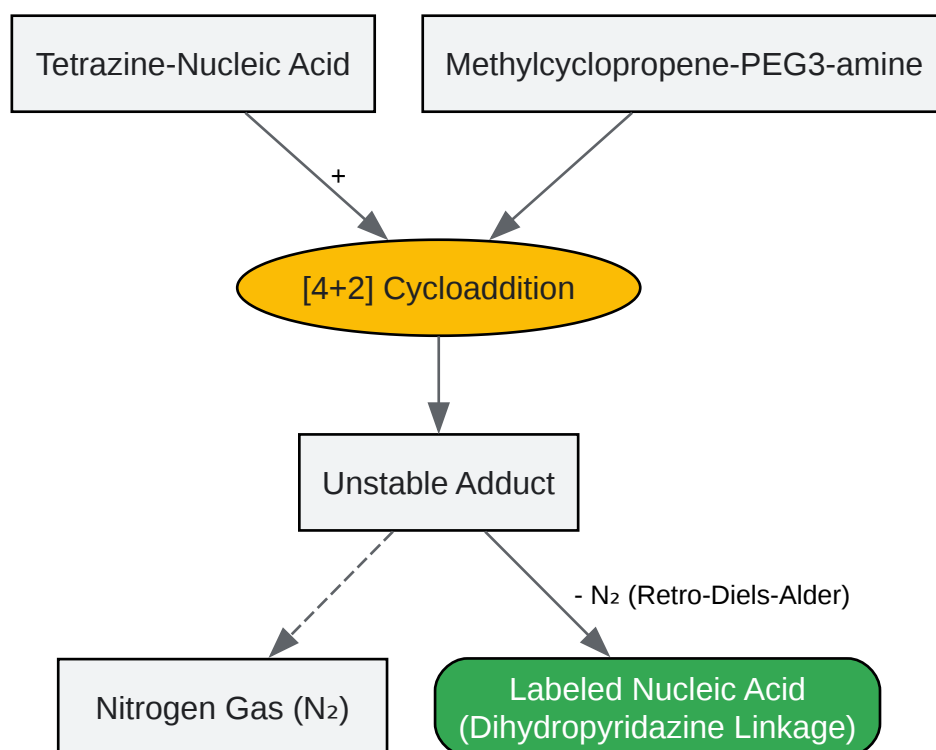 Tetrazine-Nucleic Acid
Methylcyclopropene-PEG3-amine
+
[4+2] Cycloaddition
Unstable Adduct
- N₂ (Retro-Diels-Alder)
Nitrogen Gas (N₂)
Labeled Nucleic Acid
(Dihydropyridazine Linkage)